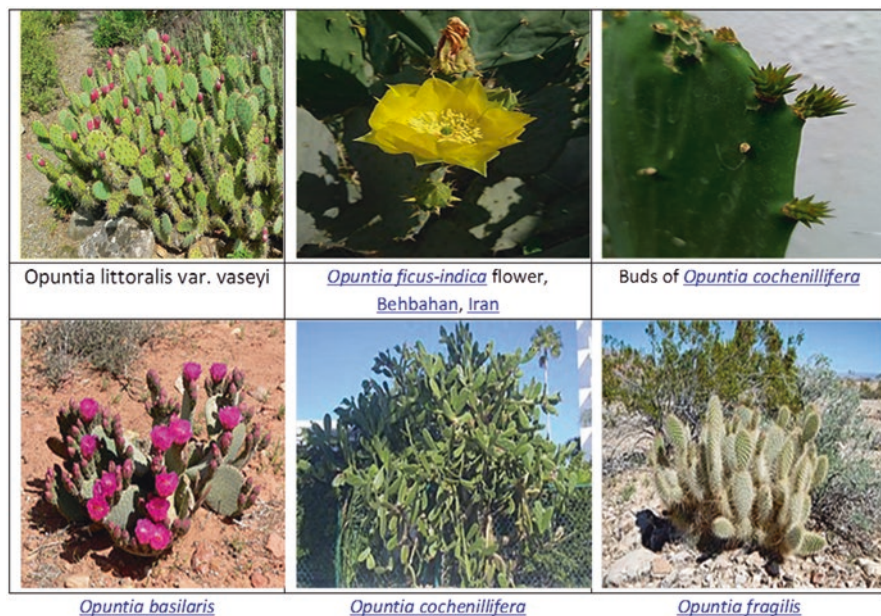 Opuntia littoralis var. vaseyi
Opuntia ficus-indica flower,
Behbahan, Iran
Buds of Opuntia cochenillifera
Opuntia basilaris
Opuntia cochenillifera
Opuntia fragilis